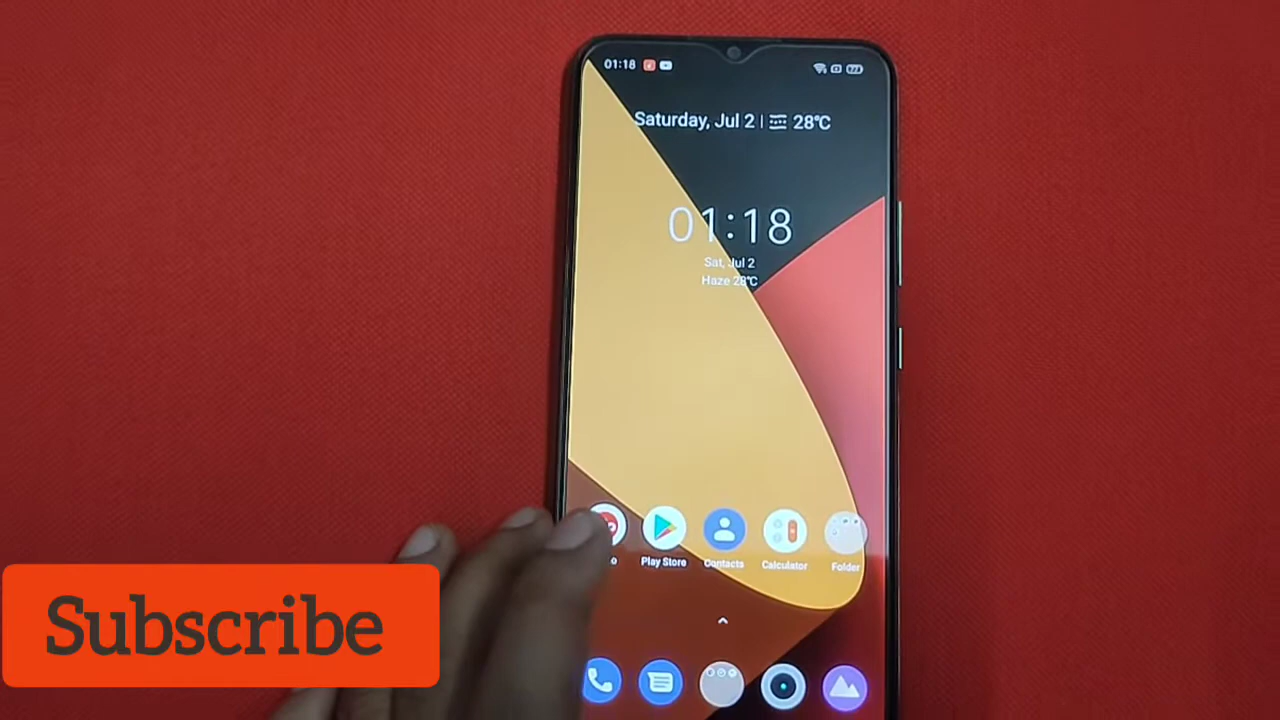 01:18
Saturday, Jul 2 | 28°C
01:18
Sat, Jul 2
Haze 28°C
Play Store
Contacts
Calculator
Folder
Subscribe